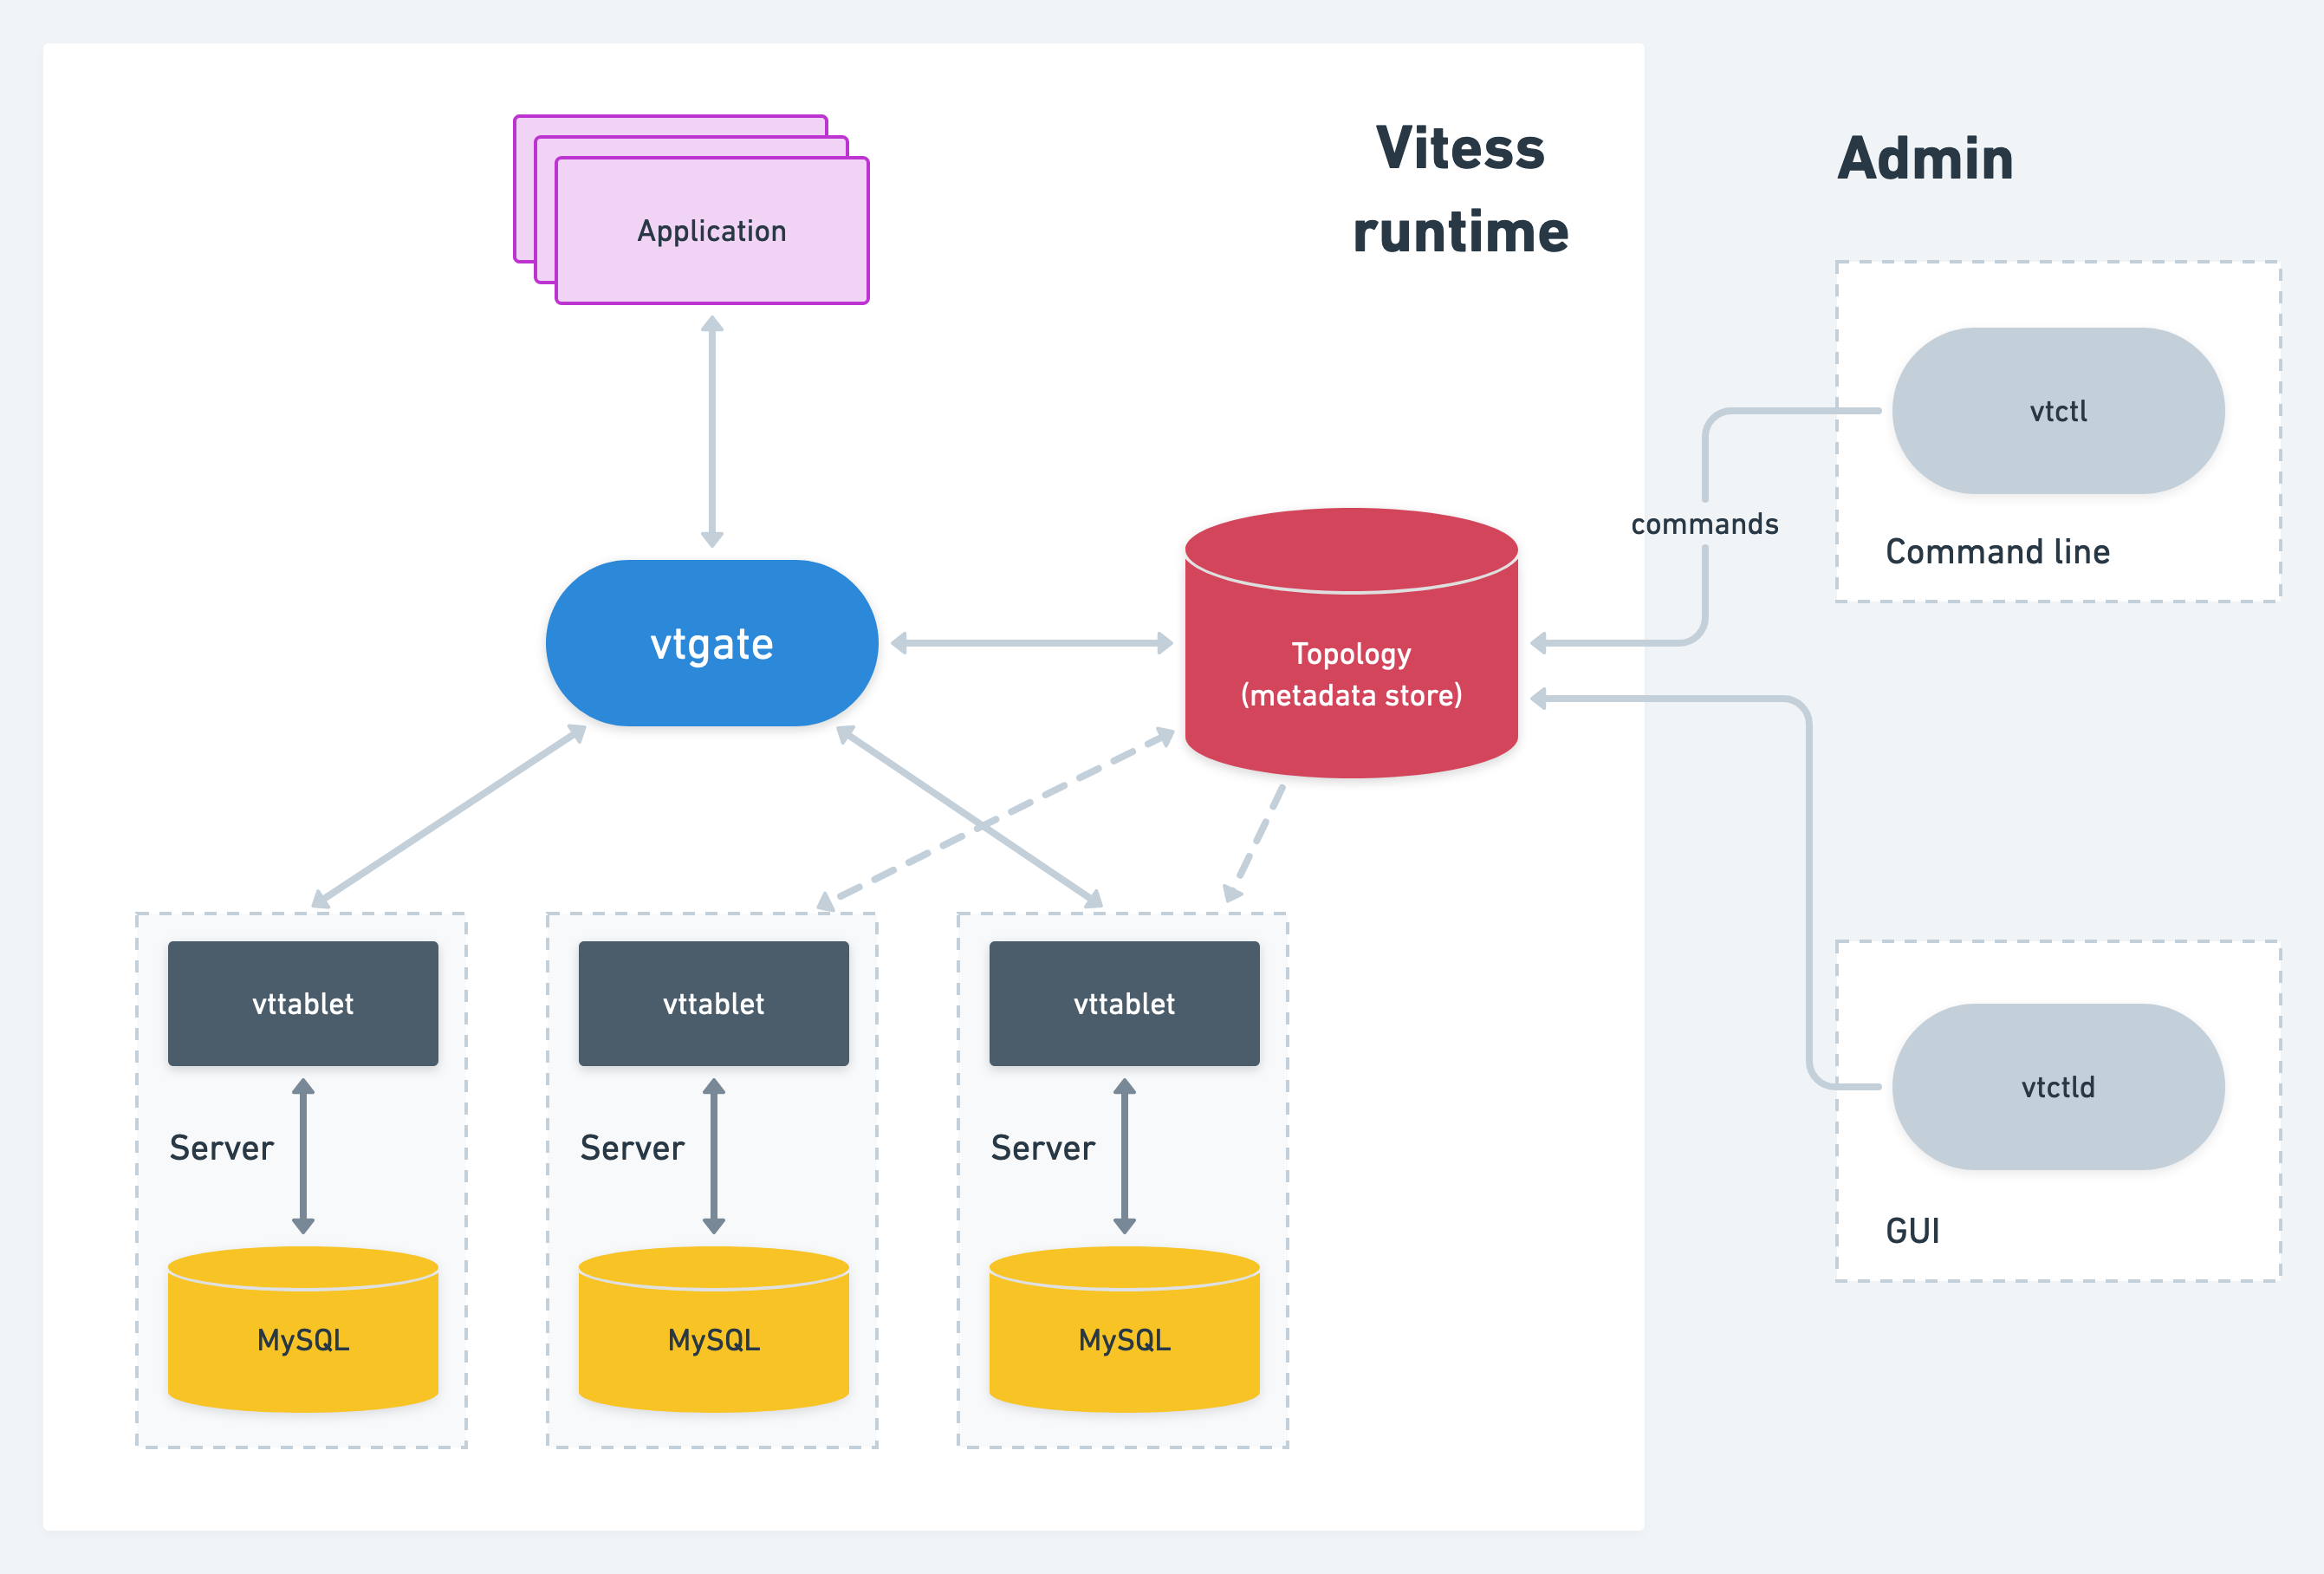 Vitess
runtime
Admin
Application
vtctl
commands
Command line
vtgate
Topology
(metadata store)
vttablet
vttablet
vttablet
vtctld
Server
Server
Server
GUI
MySQL
MySQL
MySQL